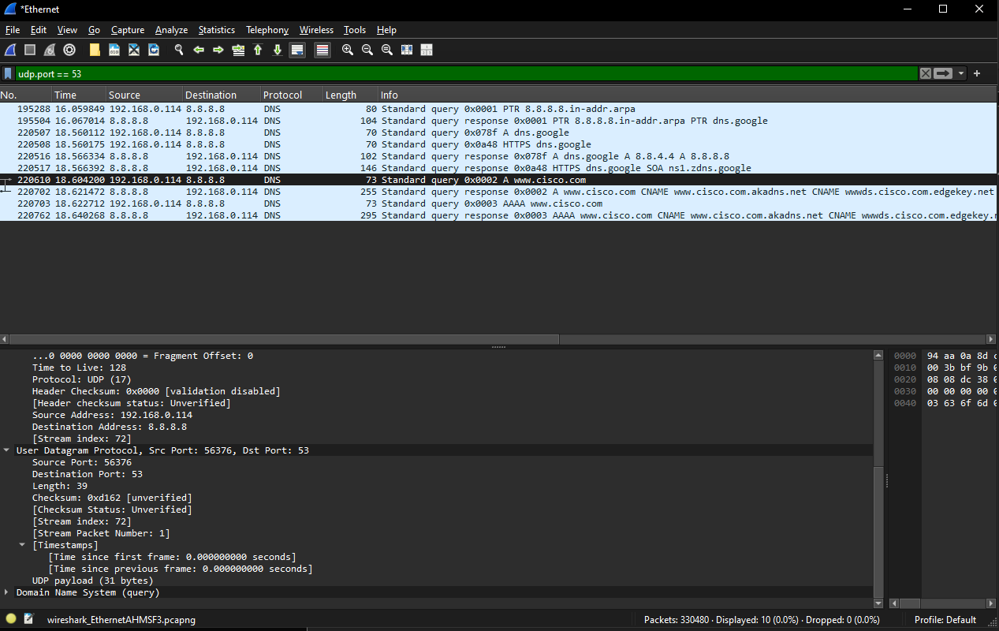 *Ethernet
File Edit View Go Capture Analyze Statistics Telephony Wireless Tools Help
udp.port == 53
No. Time Source Destination Protocol Length Info
195288 16.059849 192.168.0.114 8.8.8.8 DNS 80 Standard query 0x0001 PTR 8.8.8.8.in-addr.arpa
195504 16.067014 8.8.8.8 192.168.0.114 DNS 104 Standard query response 0x0001 PTR 8.8.8.8.in-addr.arpa PTR dns.google
220507 18.560112 192.168.0.114 8.8.8.8 DNS 70 Standard query 0x078f A dns.google
220508 18.560175 192.168.0.114 8.8.8.8 DNS 70 Standard query 0x0a48 HTTPS dns.google
220516 18.566334 8.8.8.8 192.168.0.114 DNS 102 Standard query response 0x078f A dns.google A 8.8.4.4 A 8.8.8.8
220517 18.566392 8.8.8.8 192.168.0.114 DNS 146 Standard query response 0x0a48 HTTPS dns.google SOA ns1.zdns.google
220610 18.604200 192.168.0.114 8.8.8.8 DNS 73 Standard query 0x0002 A www.cisco.com
220702 18.621472 8.8.8.8 192.168.0.114 DNS 255 Standard query response 0x0002 A www.cisco.com CNAME www.cisco.com.akadns.net CNAME wwwds.cisco.com.edgekey.net
220703 18.622712 192.168.0.114 8.8.8.8 DNS 73 Standard query 0x0003 AAAA www.cisco.com
220762 18.640268 8.8.8.8 192.168.0.114 DNS 295 Standard query response 0x0003 AAAA www.cisco.com CNAME www.cisco.com.akadns.net CNAME wwwds.cisco.com.edgekey.
...0 0000 0000 0000 = Fragment Offset: 0
Time to Live: 128
Protocol: UDP (17)
Header Checksum: 0x0000 [validation disabled]
[Header checksum status: Unverified]
Source Address: 192.168.0.114
Destination Address: 8.8.8.8
[Stream index: 72]
User Datagram Protocol, Src Port: 56376, Dst Port: 53
Source Port: 56376
Destination Port: 53
Length: 39
Checksum: 0xd162 [unverified]
[Checksum Status: Unverified]
[Stream index: 72]
[Stream Packet Number: 1]
[Timestamps]
[Time since first frame: 0.000000000 seconds]
[Time since previous frame: 0.000000000 seconds]
UDP payload (31 bytes)
Domain Name System (query)
0000 94 aa 0a 8d
0010 00 3b bf 9b
0020 08 08 dc 38
0030 00 00 00 00
0040 03 63 6f 6d
wireshark_EthernetAHMSF3.pcapng
Packets: 330480 · Displayed: 10 (0.0%) · Dropped: 0 (0.0%)
Profile: Default